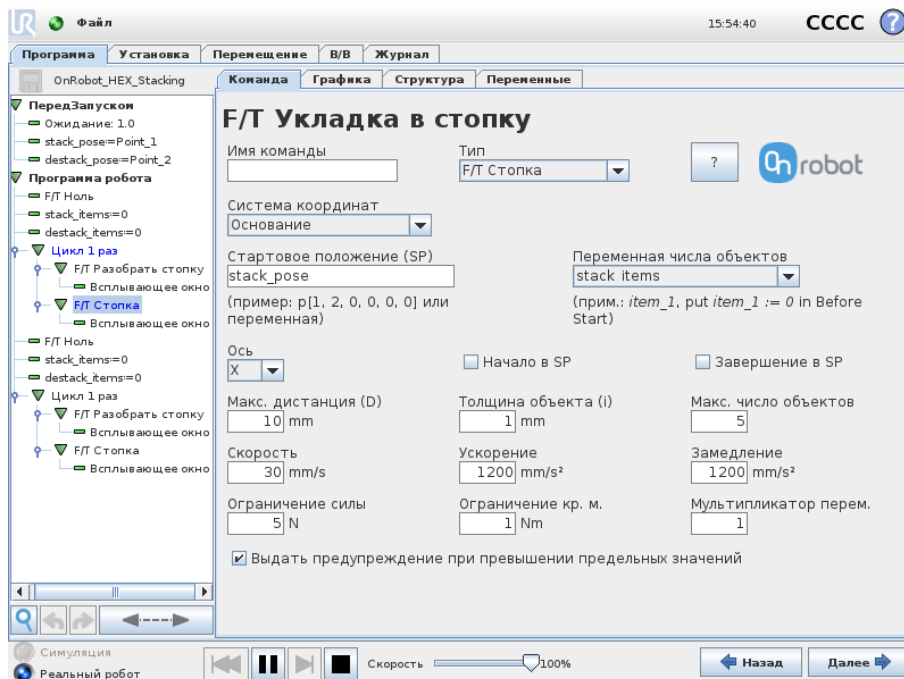 Файл
15:54:40
CCCC
?
Программа Установка Перемещение В/В Журнал
OnRobot_HEX_Stacking
Команда Графика Структура Переменные
ПередЗапуском
Ожидание: 1.0
stack_pose:=Point_1
destack_pose:=Point_2
Программа робота
F/T Ноль
stack_items:=0
destack_items:=0
Цикл 1 раз
F/T Разобрать стопку
Всплывающее окно
F/T Стопка
Всплывающее окно
F/T Ноль
stack_items:=0
destack_items:=0
Цикл 1 раз
F/T Разобрать стопку
Всплывающее окно
F/T Стопка
Всплывающее окно
F/T Укладка в стопку
Имя команды
Тип
F/T Стопка
?
On robot
Система координат
Основание
Стартовое положение (SP)
stack_pose
(пример: p[1, 2, 0, 0, 0, 0] или
переменная)
Переменная числа объектов
stack items
(прим.: item_1, put item_1 := 0 in Before
Start)
Ось
X
Начало в SP
Завершение в SP
Макс. дистанция (D)
10 mm
Толщина объекта (i)
1 mm
Макс. число объектов
5
Скорость
30 mm/s
Ускорение
1200 mm/s²
Замедление
1200 mm/s²
Ограничение силы
5 N
Ограничение кр. м.
1 Nm
Мультипликатор перем.
1
Выдать предупреждение при превышении предельных значений
Симуляция
Реальный робот
Скорость
100%
Назад
Далее